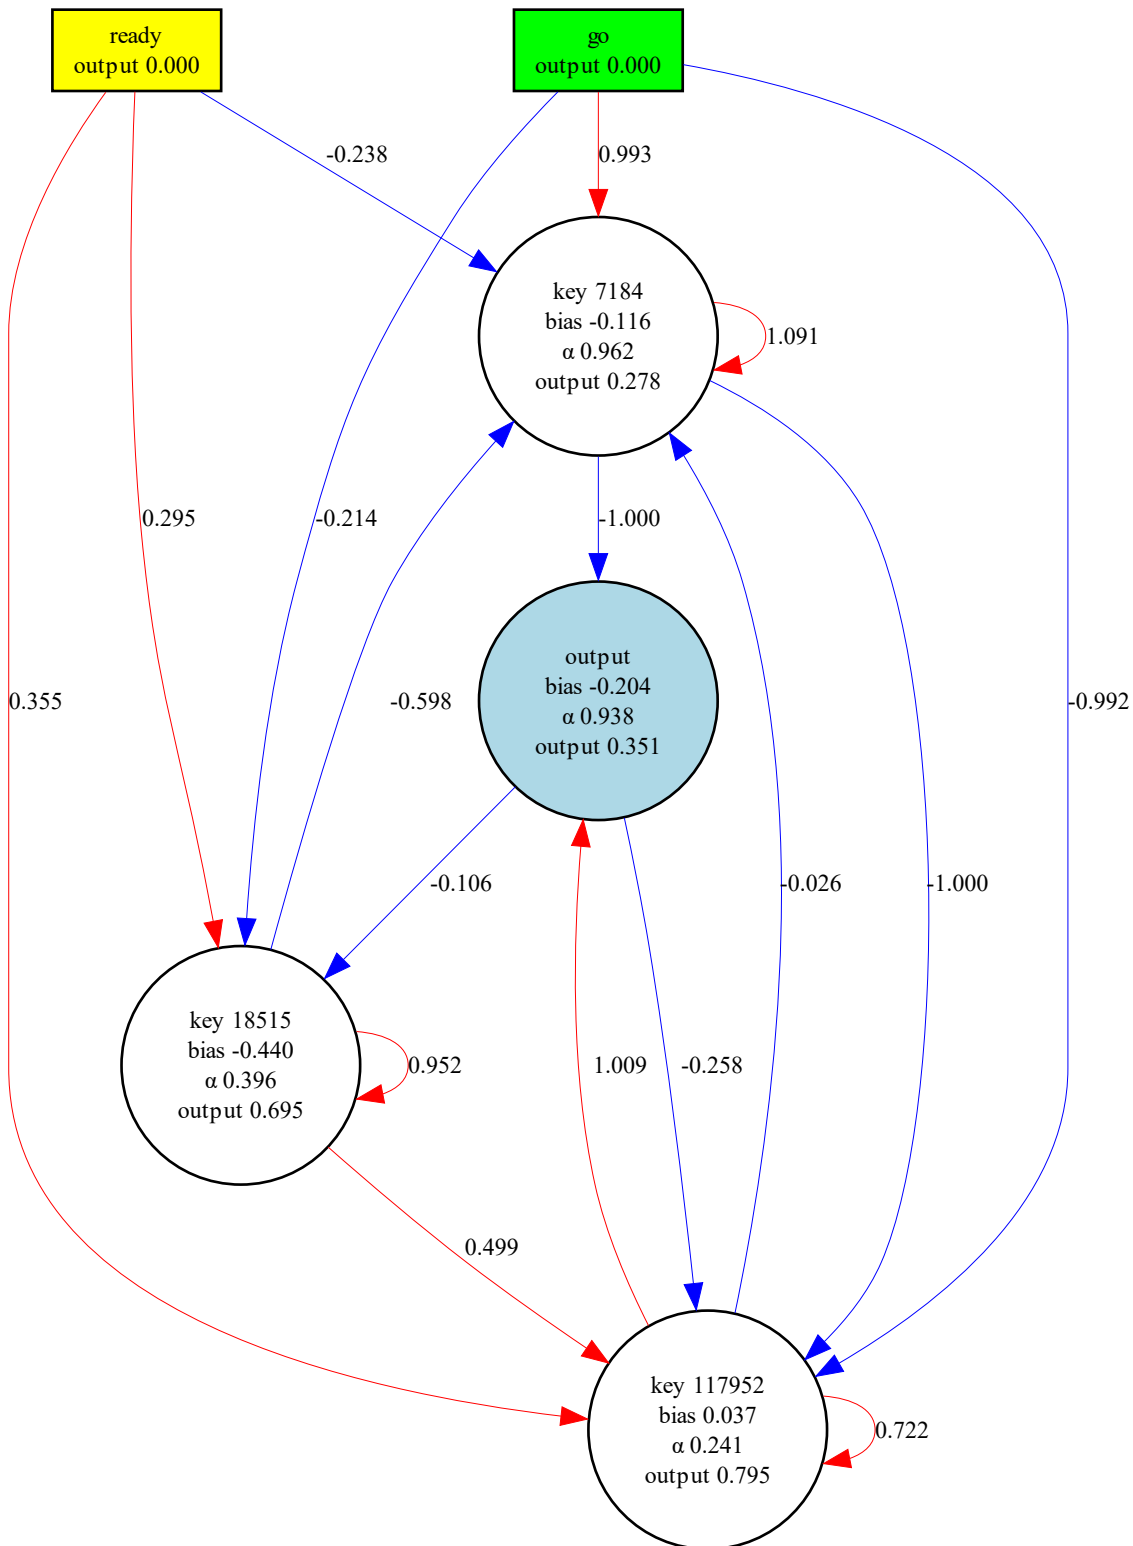 ready
output 0.000
go
output 0.000
-0.238
0.993
key 7184
bias -0.116
α 0.962
output 0.278
1.091
0.295
-0.214
-1.000
output
bias -0.204
α 0.938
output 0.351
0.355
-0.598
-0.992
-0.106
-0.026
-1.000
key 18515
bias -0.440
α 0.396
output 0.695
0.952
1.009
-0.258
0.499
key 117952
bias 0.037
α 0.241
output 0.795
0.722